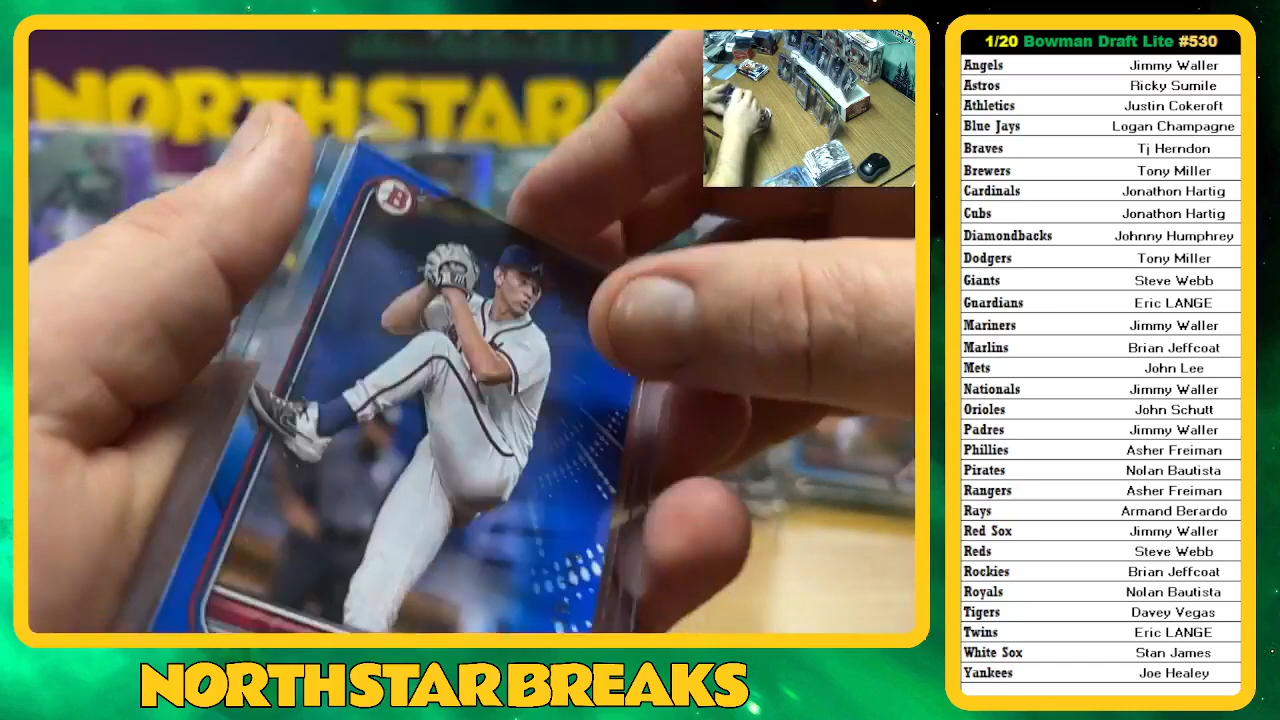 NORTHSTAR
B
NORTHSTAR BREAKS
1/20 Bowman Draft Lite #530
Angels Jimmy Waller
Astros Ricky Sumile
Athletics Justin Cokeroft
Blue Jays Logan Champagne
Braves Tj Herndon
Brewers Tony Miller
Cardinals Jonathon Hartig
Cubs Jonathon Hartig
Diamondbacks Johnny Humphrey
Dodgers Tony Miller
Giants Steve Webb
Guardians Eric LANGE
Mariners Jimmy Waller
Marlins Brian Jeffcoat
Mets John Lee
Nationals Jimmy Waller
Orioles John Schutt
Padres Jimmy Waller
Phillies Asher Freiman
Pirates Nolan Bautista
Rangers Asher Freiman
Rays Armand Berardo
Red Sox Jimmy Waller
Reds Steve Webb
Rockies Brian Jeffcoat
Royals Nolan Bautista
Tigers Davey Vegas
Twins Eric LANGE
White Sox Stan James
Yankees Joe Healey